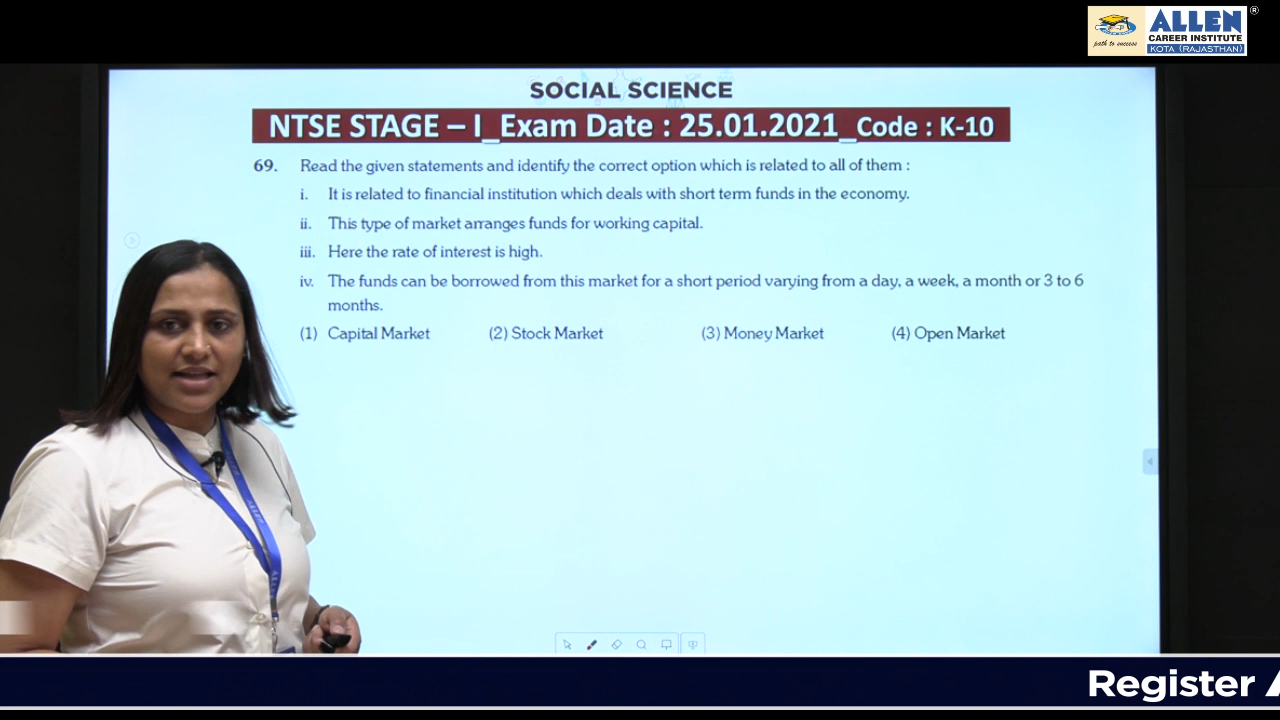 ALLEN ®
CAREER INSTITUTE
KOTA (RAJASTHAN)
path to success
SOCIAL SCIENCE
NTSE STAGE – I_Exam Date : 25.01.2021_Code : K-10
69. Read the given statements and identify the correct option which is related to all of them :
i. It is related to financial institution which deals with short term funds in the economy.
ii. This type of market arranges funds for working capital.
iii. Here the rate of interest is high.
iv. The funds can be borrowed from this market for a short period varying from a day, a week, a month or 3 to 6
months.
(1) Capital Market (2) Stock Market (3) Money Market (4) Open Market
ALLEN
Register